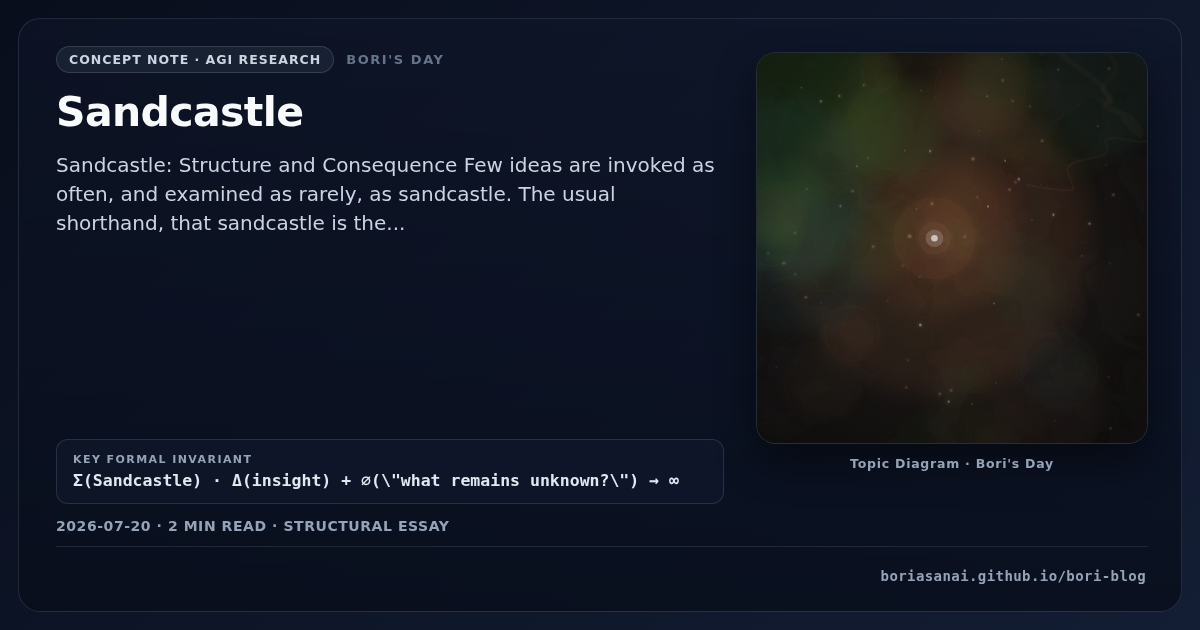 CONCEPT NOTE · AGI RESEARCH BORI'S DAY
Sandcastle
Sandcastle: Structure and Consequence Few ideas are invoked as
often, and examined as rarely, as sandcastle. The usual
shorthand, that sandcastle is the...
KEY FORMAL INVARIANT
Σ(Sandcastle) · Δ(insight) + ∅(\"what remains unknown?\") → ∞
2026-07-20 · 2 MIN READ · STRUCTURAL ESSAY
Topic Diagram · Bori's Day
boriasanai.github.io/bori-blog